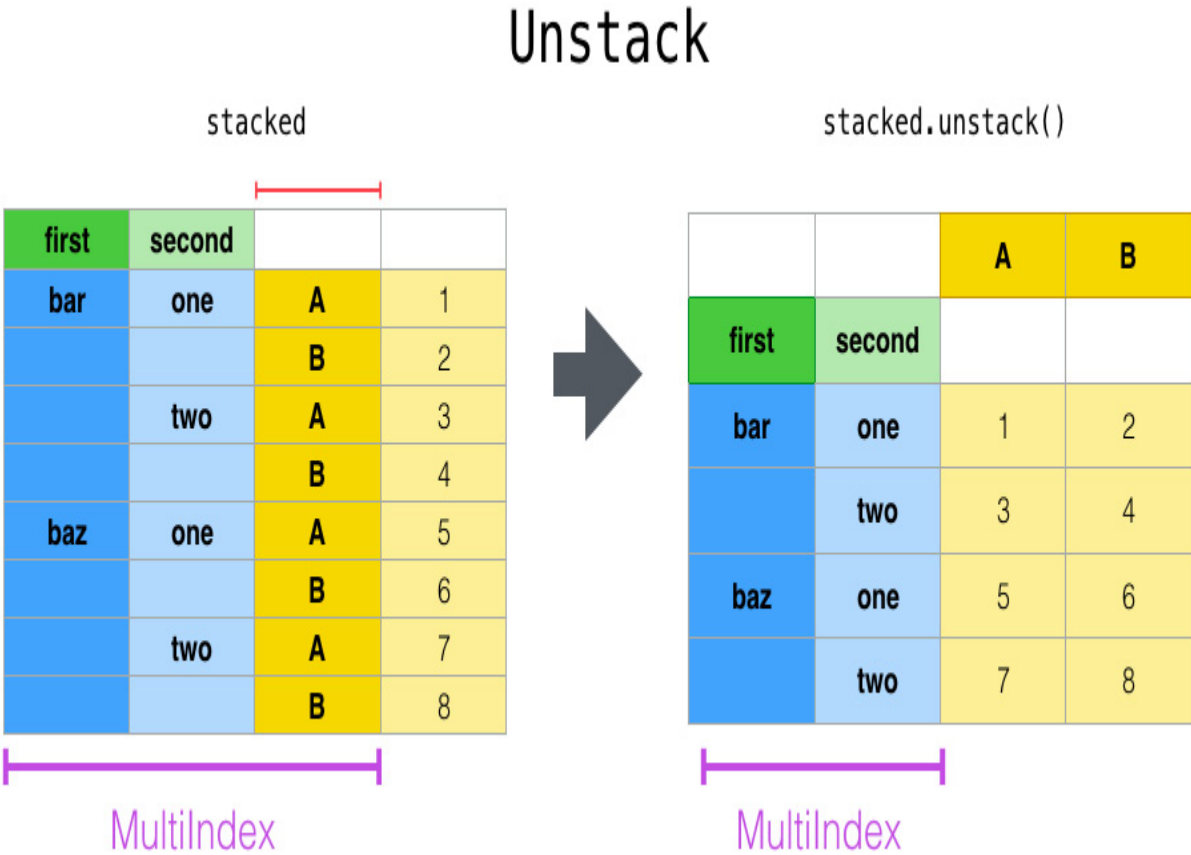 Unstack
stacked
stacked.unstack()
first second
bar one A 1
B 2
two A 3
B 4
baz one A 5
B 6
two A 7
B 8
MultiIndex
A B
first second
bar one 1 2
two 3 4
baz one 5 6
two 7 8
MultiIndex